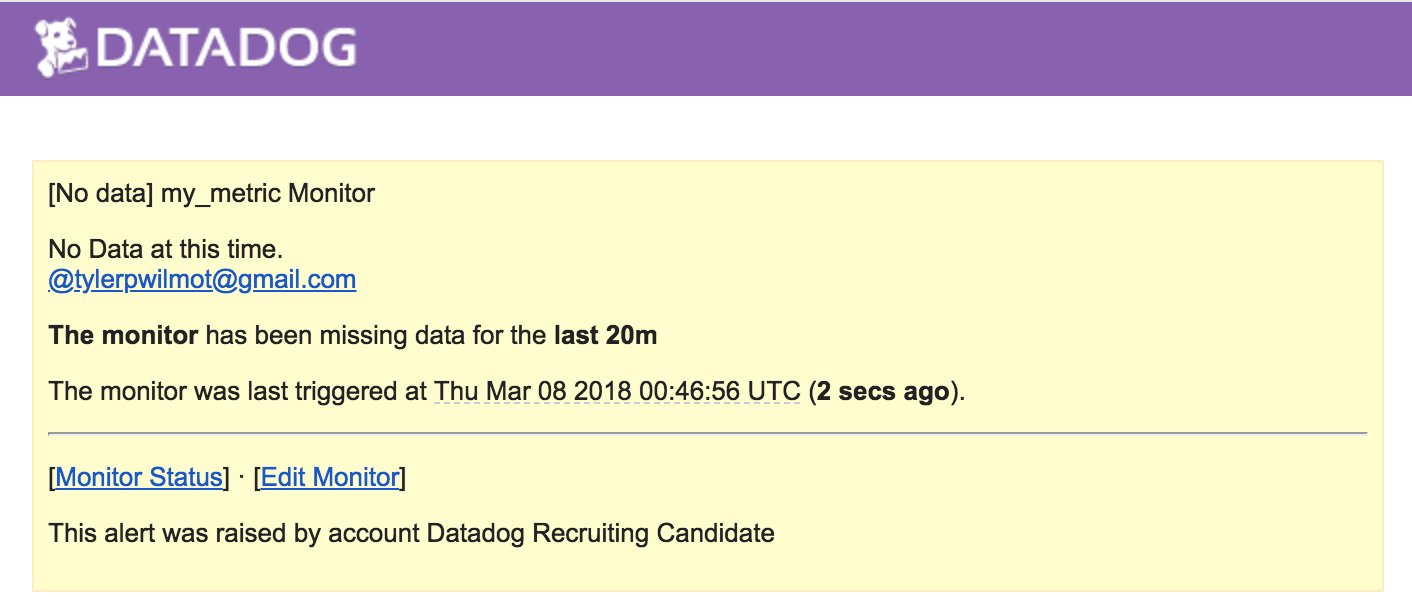 DATADOG
[No data] my_metric Monitor
No Data at this time.
@tylerpwilmot@gmail.com
The monitor has been missing data for the last 20m
The monitor was last triggered at Thu Mar 08 2018 00:46:56 UTC (2 secs ago).
[Monitor Status] · [Edit Monitor]
This alert was raised by account Datadog Recruiting Candidate